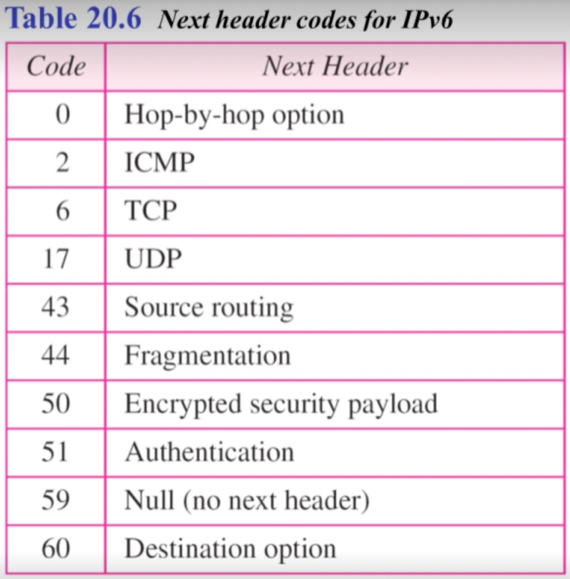 Table 20.6 Next header codes for IPv6
Code Next Header
0 Hop-by-hop option
2 ICMP
6 TCP
17 UDP
43 Source routing
44 Fragmentation
50 Encrypted security payload
51 Authentication
59 Null (no next header)
60 Destination option